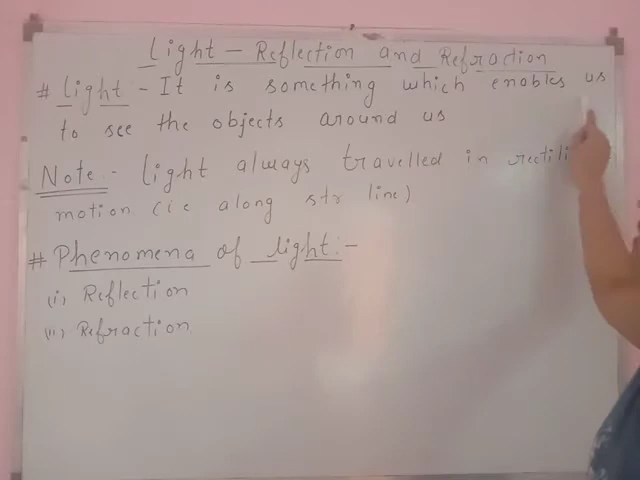 Light - Reflection and Refraction
# Light - It is something which enables us
to see the objects around us
Note:- Light always travelled in
motion (ie along str line)
# Phenomena of light:-
(i) Reflection
(ii) Refraction